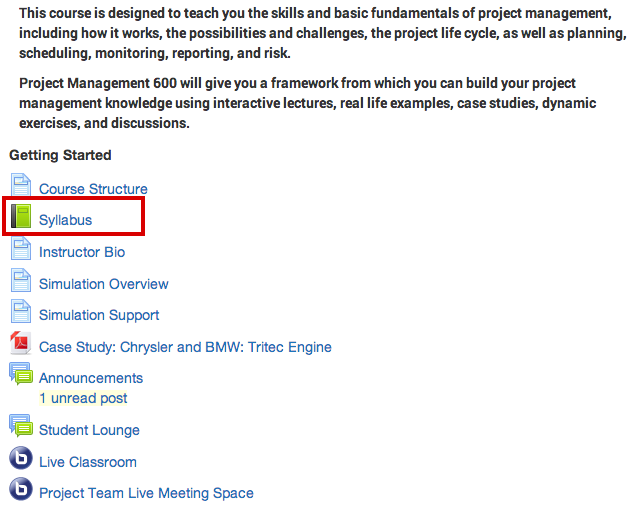 This course is designed to teach you the skills and basic fundamentals of project management,
including how it works, the possibilities and challenges, the project life cycle, as well as planning,
scheduling, monitoring, reporting, and risk.
Project Management 600 will give you a framework from which you can build your project
management knowledge using interactive lectures, real life examples, case studies, dynamic
exercises, and discussions.
Getting Started
Course Structure
Syllabus
Instructor Bio
Simulation Overview
Simulation Support
Case Study: Chrysler and BMW: Tritec Engine
Announcements
1 unread post
Student Lounge
b Live Classroom
b Project Team Live Meeting Space